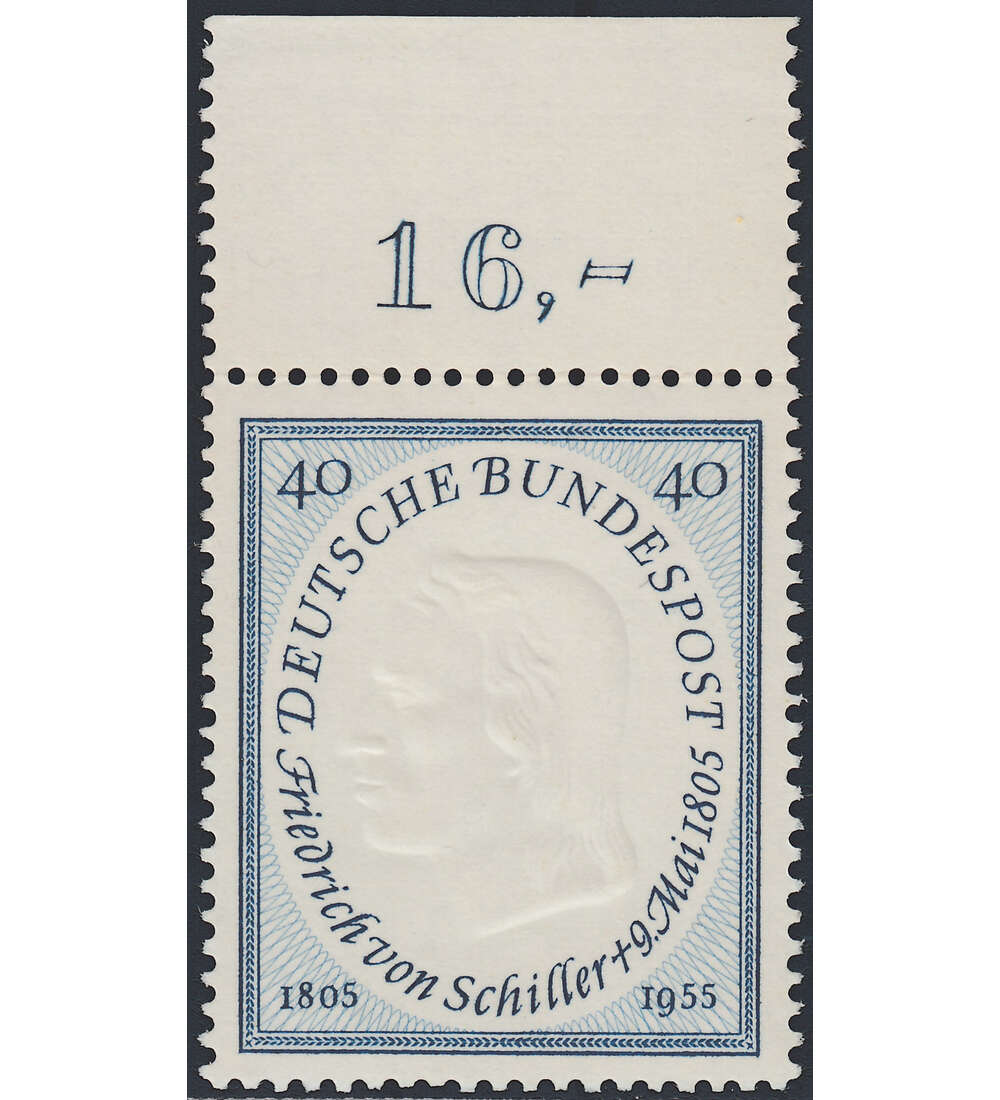 16,-
40 40
DEUTSCHE BUNDESPOST
Friedrich von Schiller + 9. Mai 1805
1805 1955